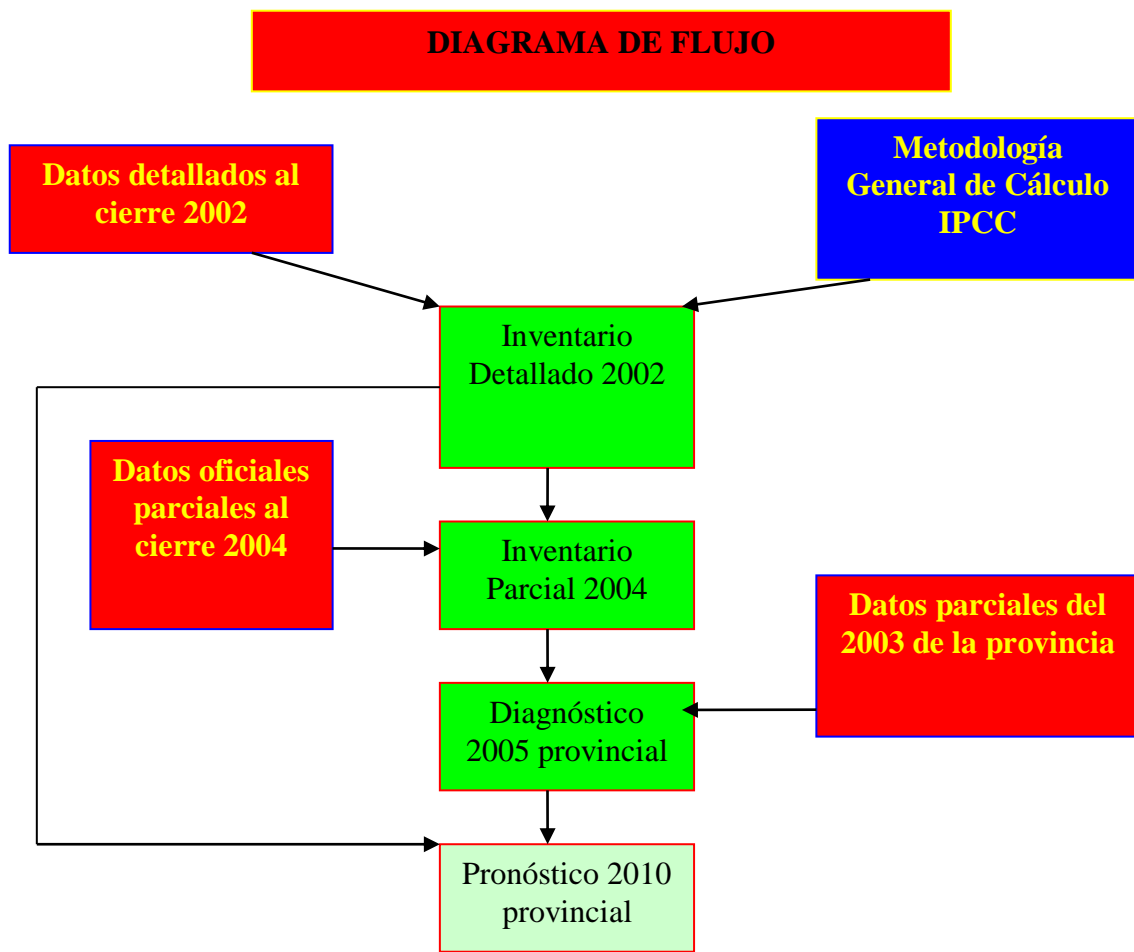 DIAGRAMA DE FLUJO
Datos detallados al
cierre 2002
Metodología
General de Cálculo
IPCC
Inventario
Detallado 2002
Datos oficiales
parciales al
cierre 2004
Inventario
Parcial 2004
Datos parciales del
2003 de la provincia
Diagnóstico
2005 provincial
Pronóstico 2010
provincial